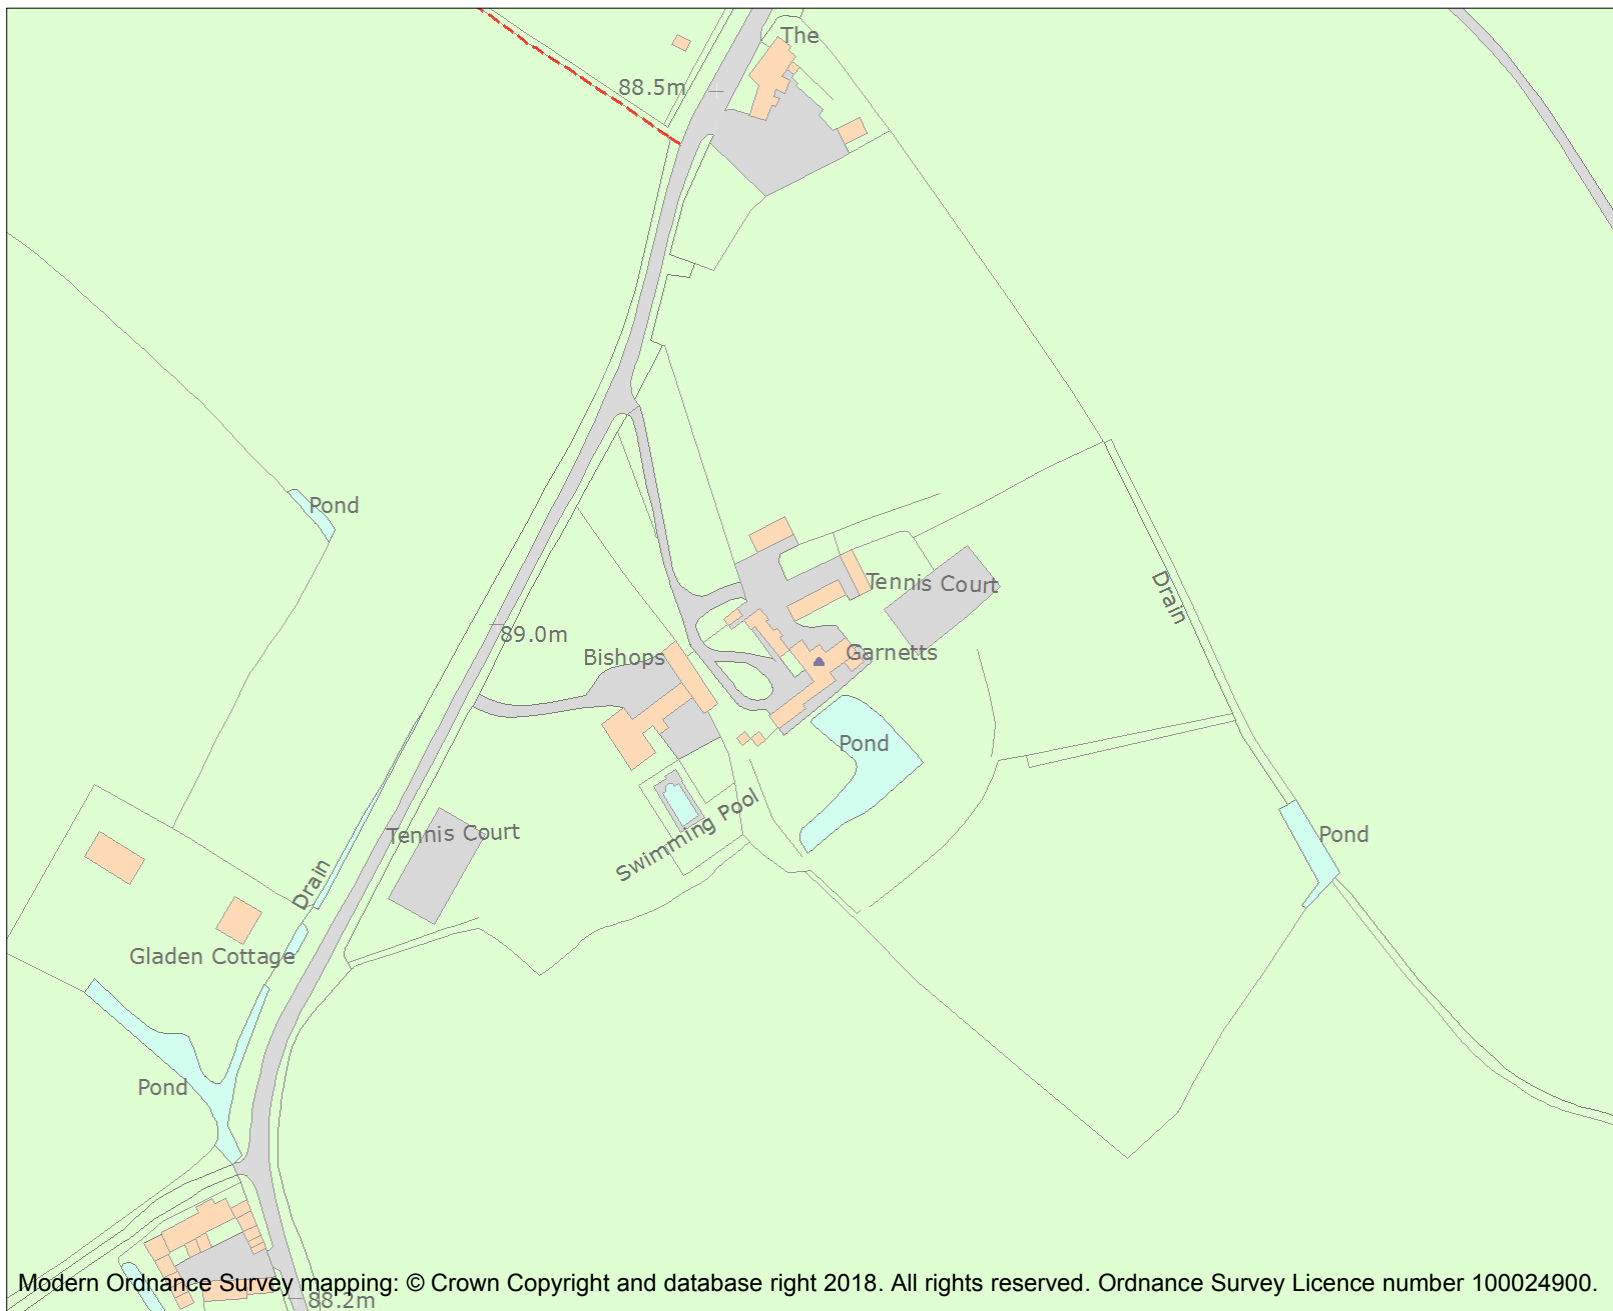 The
88.5m
Pond
Tennis Court
Drain
89.0m
Bishops
Garnetts
Pond
Swimming Pool
Tennis Court
Pond
Drain
Gladen Cottage
Pond
Modern Ordnance Survey mapping: © Crown Copyright and database right 2018. All rights reserved. Ordnance Survey Licence number 100024900.
88.2m